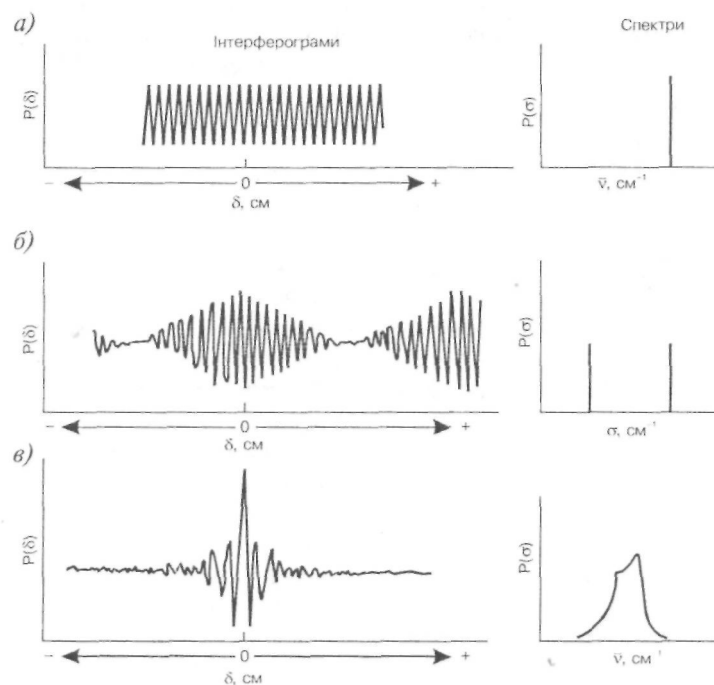 а)
Інтерферограми
Спектри
P(δ)
P(σ)
− 0 +
δ, см
ν̄, см⁻¹
б)
P(δ)
P(σ)
− 0 +
δ, см
σ, см⁻¹
в)
P(δ)
P(σ)
− 0 +
δ, см
ν̄, см⁻¹